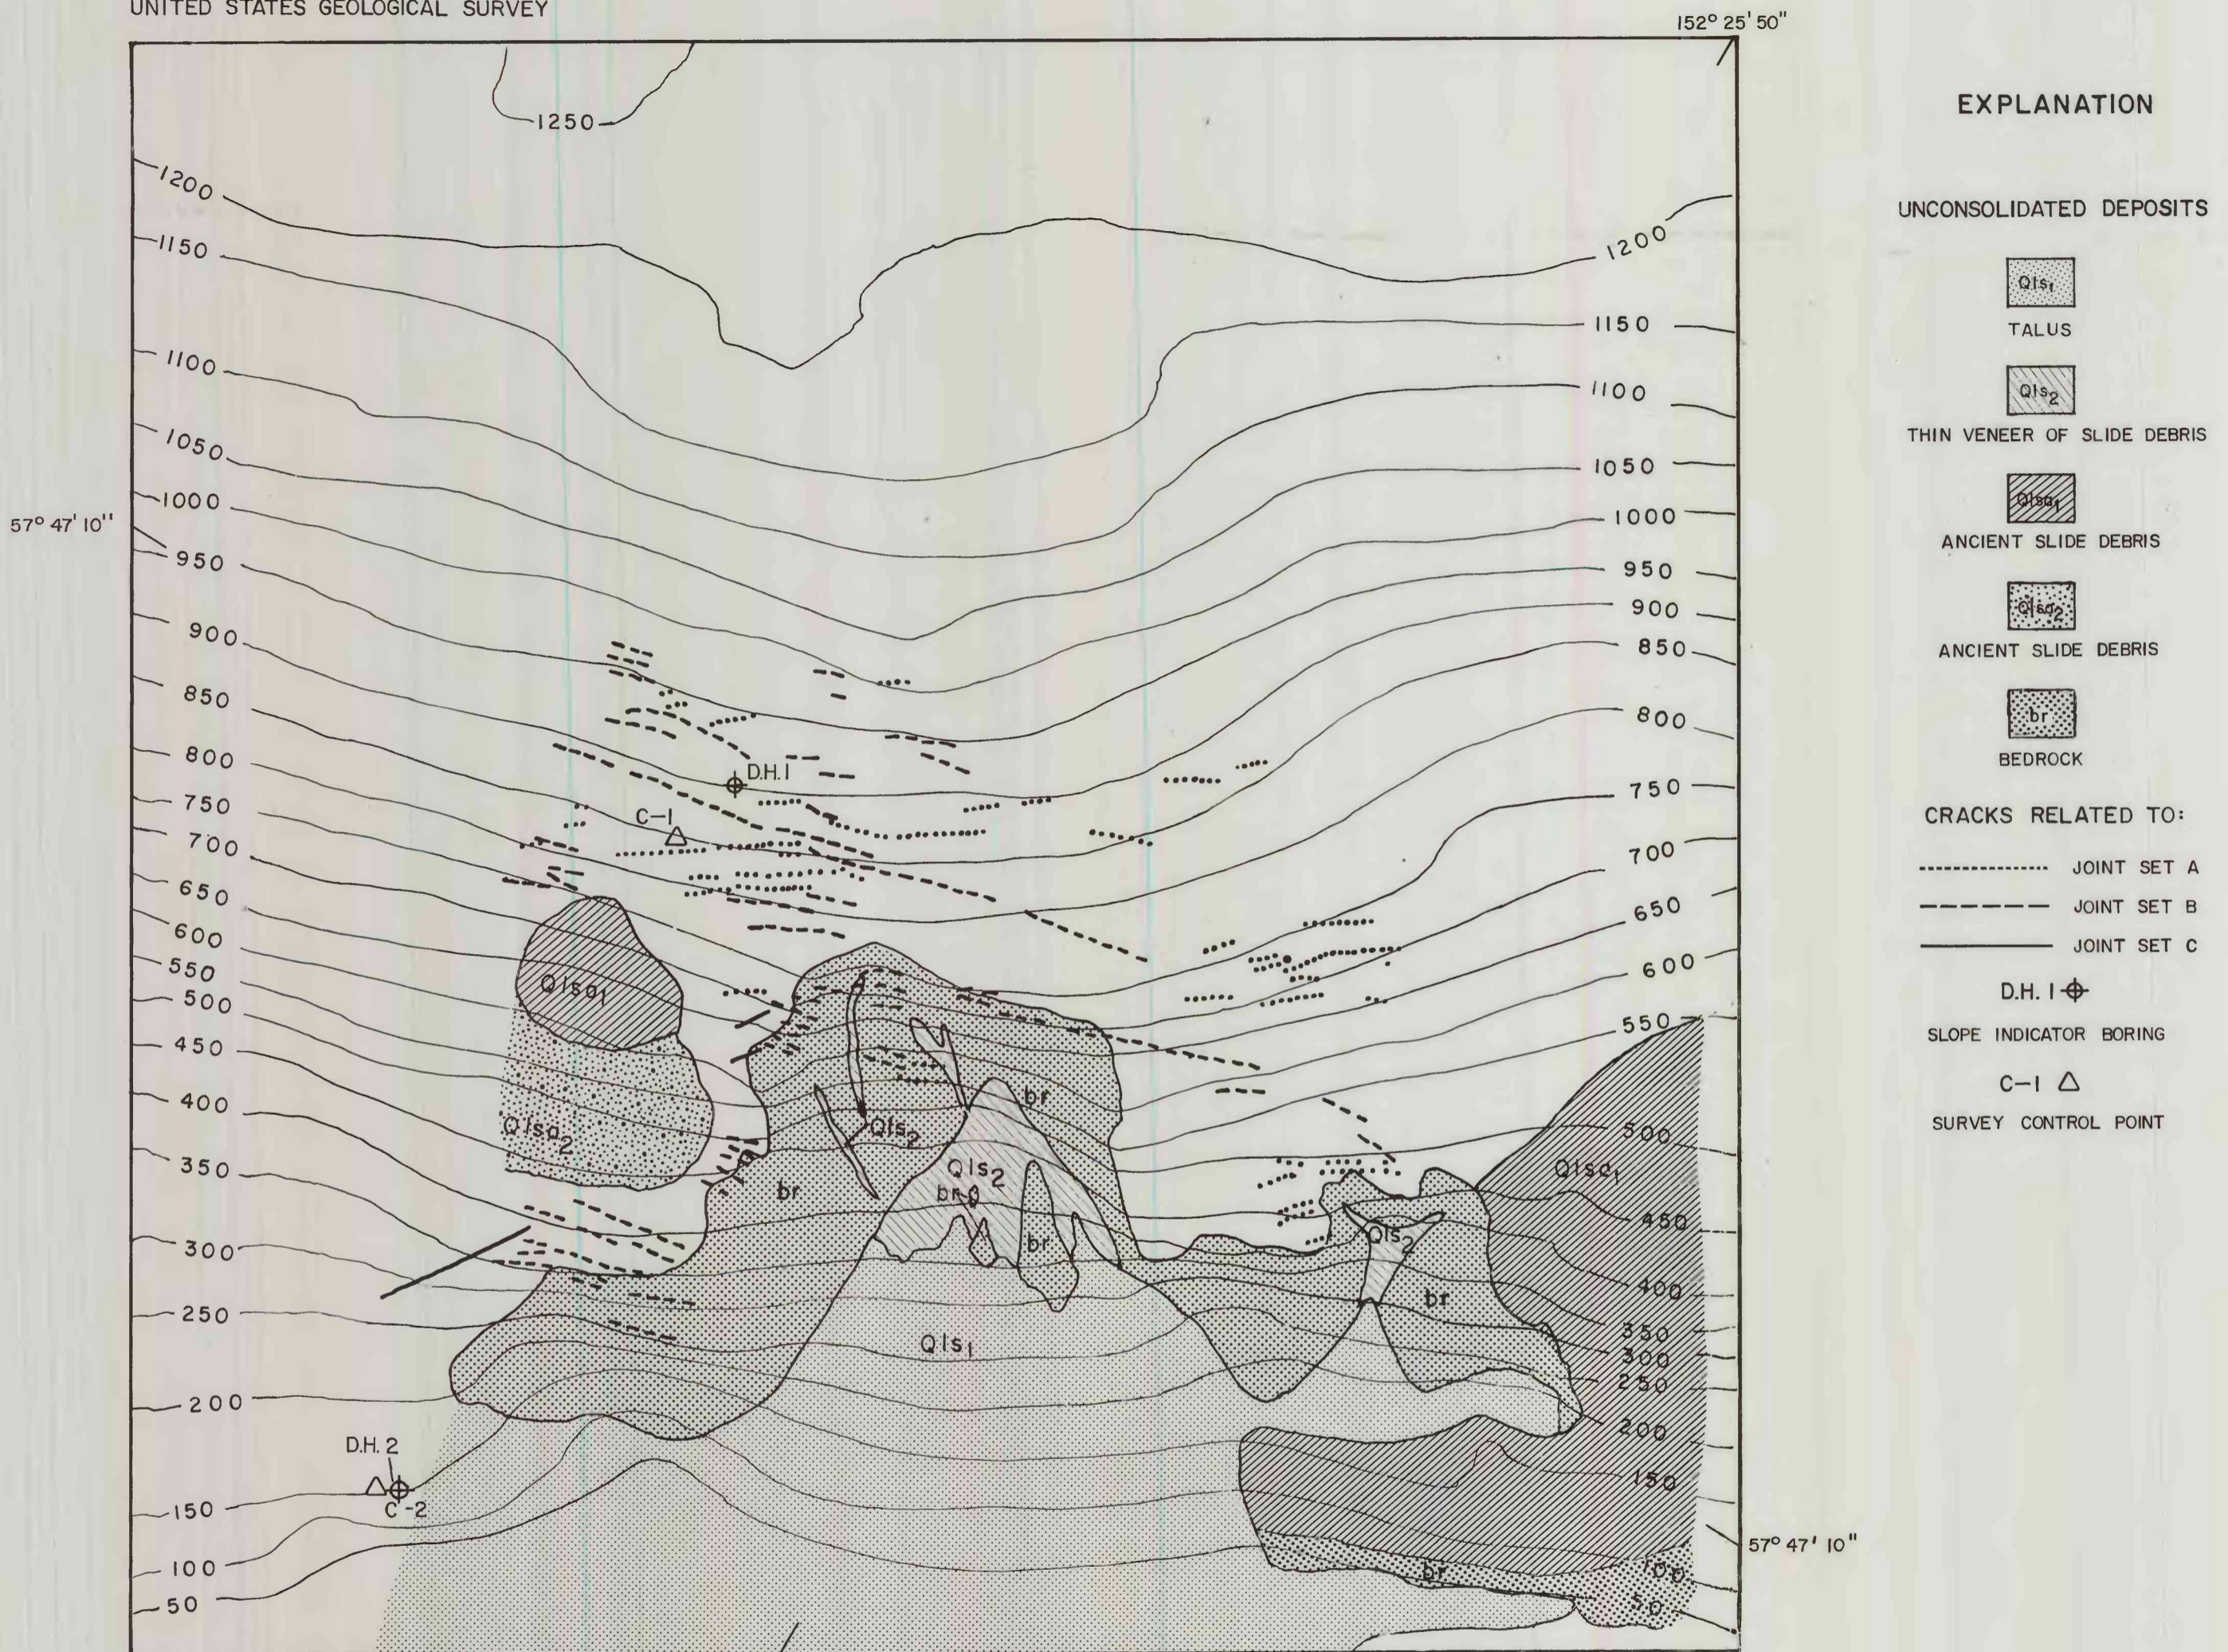 UNITED STATES GEOLOGICAL SURVEY
152° 25' 50"
1250
1200
1200
1150
1150
1100
1100
1050
1050
1000
1000
57° 47' 10"
950
950
900
900
850
850
800
800
750
750
700
700
650
650
600
600
550
550
500
500
450
450
400
400
350
350
300
300
250
250
200
200
150
150
100
100
50
50
D.H. 1
C-1
Qlsa1
Qlsa2
br
Qls2
Qls2
br
br
br
Qls2
br
Qlsa1
Qls1
D.H. 2
C-2
br
57° 47' 10"
EXPLANATION
UNCONSOLIDATED DEPOSITS
Qls1
TALUS
Qls2
THIN VENEER OF SLIDE DEBRIS
Qlsa1
ANCIENT SLIDE DEBRIS
Qlsa2
ANCIENT SLIDE DEBRIS
br
BEDROCK
CRACKS RELATED TO:
JOINT SET A
JOINT SET B
JOINT SET C
D.H. 1
SLOPE INDICATOR BORING
C-1
SURVEY CONTROL POINT